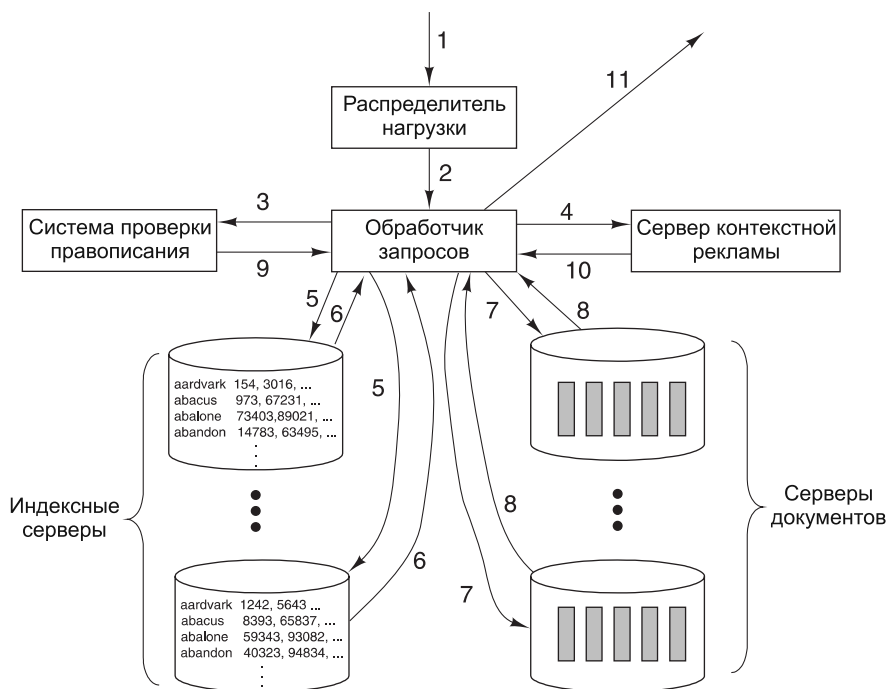 1
11
Распределитель
нагрузки
2
3
4
Система проверки
правописания
Обработчик
запросов
Сервер контекстной
рекламы
9
10
5
6
7
8
aardvark 154, 3016, ...
abacus 973, 67231, ...
abalone 73403,89021, ...
abandon 14783, 63495, ...
5
Индексные
серверы
Серверы
документов
8
6
7
aardvark 1242, 5643 ...
abacus 8393, 65837, ...
abalone 59343, 93082, ...
abandon 40323, 94834, ...